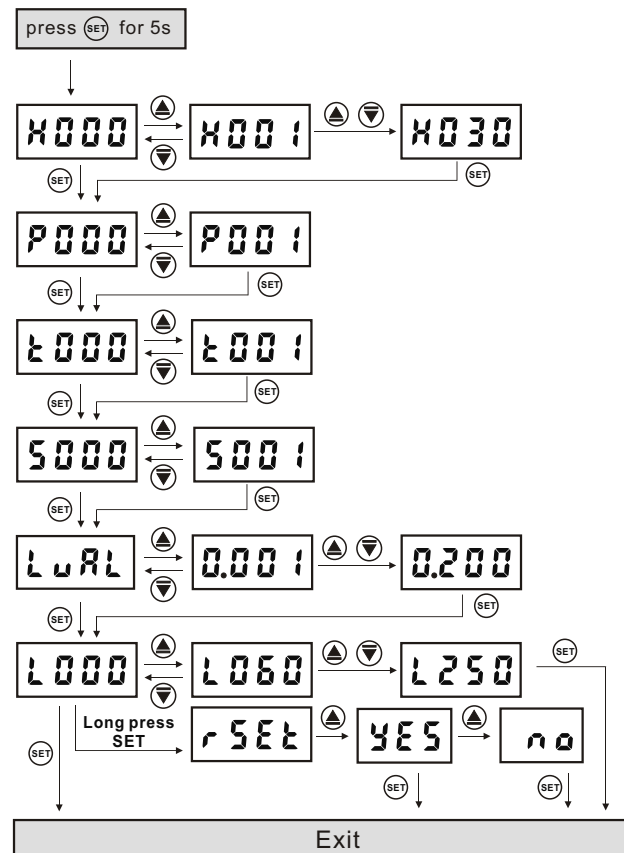 press SET for 5s
H000 H001 H030
SET SET
P000 P001
SET SET
t000 t001
SET SET
S000 S001
SET SET
LvAL 0.001 0.200
SET SET
L000 L060 L250
SET
Long press
SET
rSEt YES no
SET SET SET
Exit